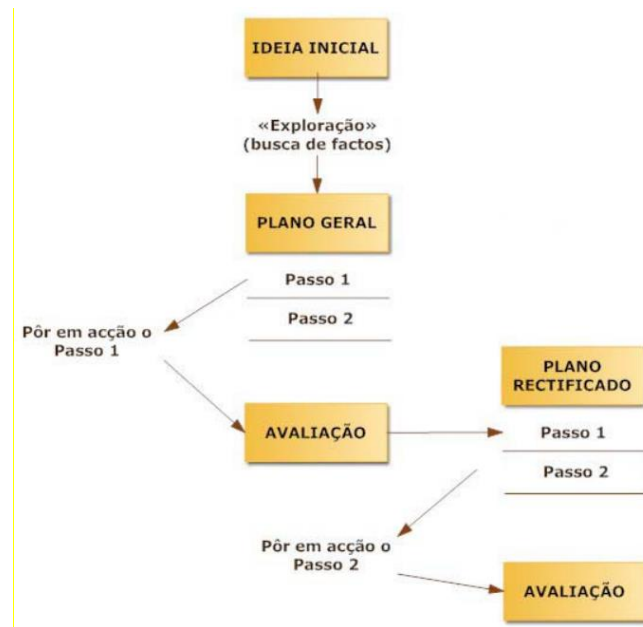 IDEIA INICIAL
«Exploração»
(busca de factos)
PLANO GERAL
Passo 1
Passo 2
Pôr em acção o
Passo 1
AVALIAÇÃO
PLANO
RECTIFICADO
Passo 1
Passo 2
Pôr em acção o
Passo 2
AVALIAÇÃO